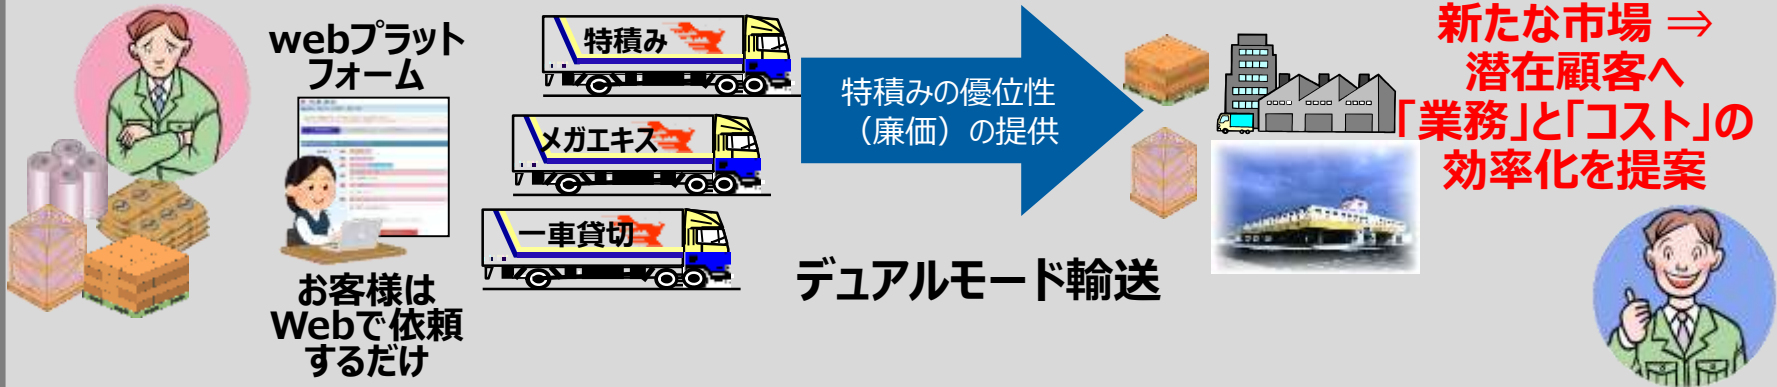 webプラット
フォーム
お客様は
Webで依頼
するだけ
特積み
メガエキス
一車貸切
特積みの優位性
（廉価）の提供
デュアルモード輸送
新たな市場 ⇒
潜在顧客へ
「業務」と「コスト」の
効率化を提案